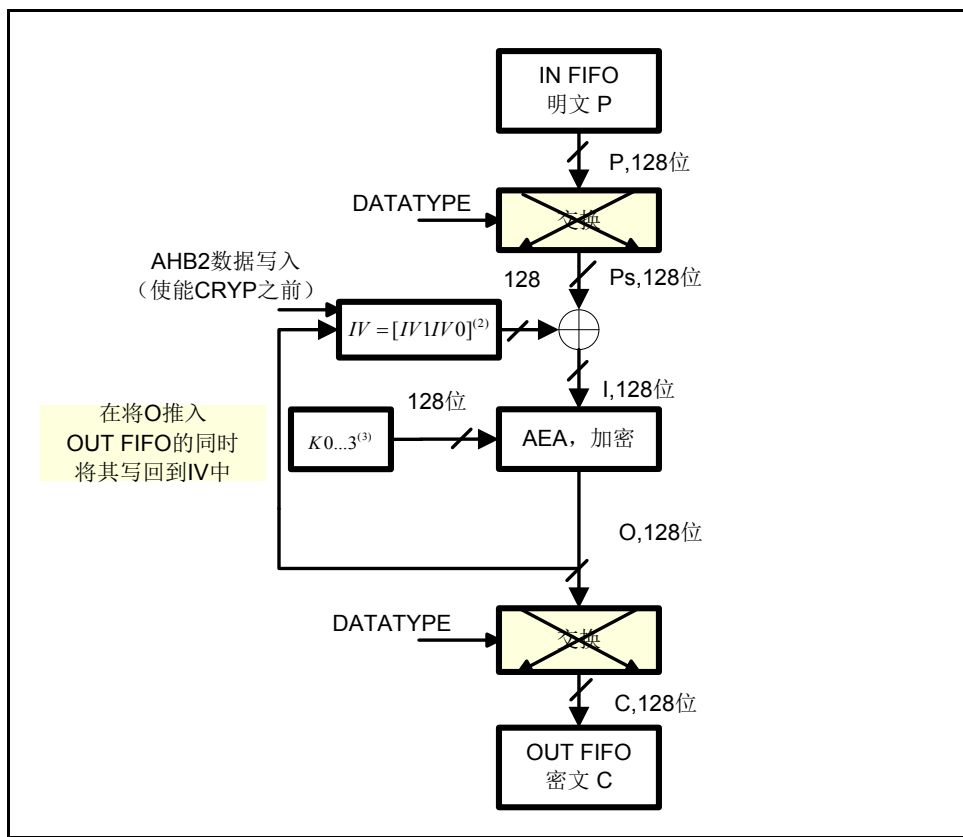 IN FIFO
明文 P
P,128位
DATATYPE
交换
AHB2数据写入
（使能CRYP之前）
128
Ps,128位
IV = [IV1IV0]⁽²⁾
I,128位
128位
K0...3⁽³⁾
AEA，加密
在将O推入
OUT FIFO的同时
将其写回到IV中
O,128位
DATATYPE
交换
C,128位
OUT FIFO
密文 C